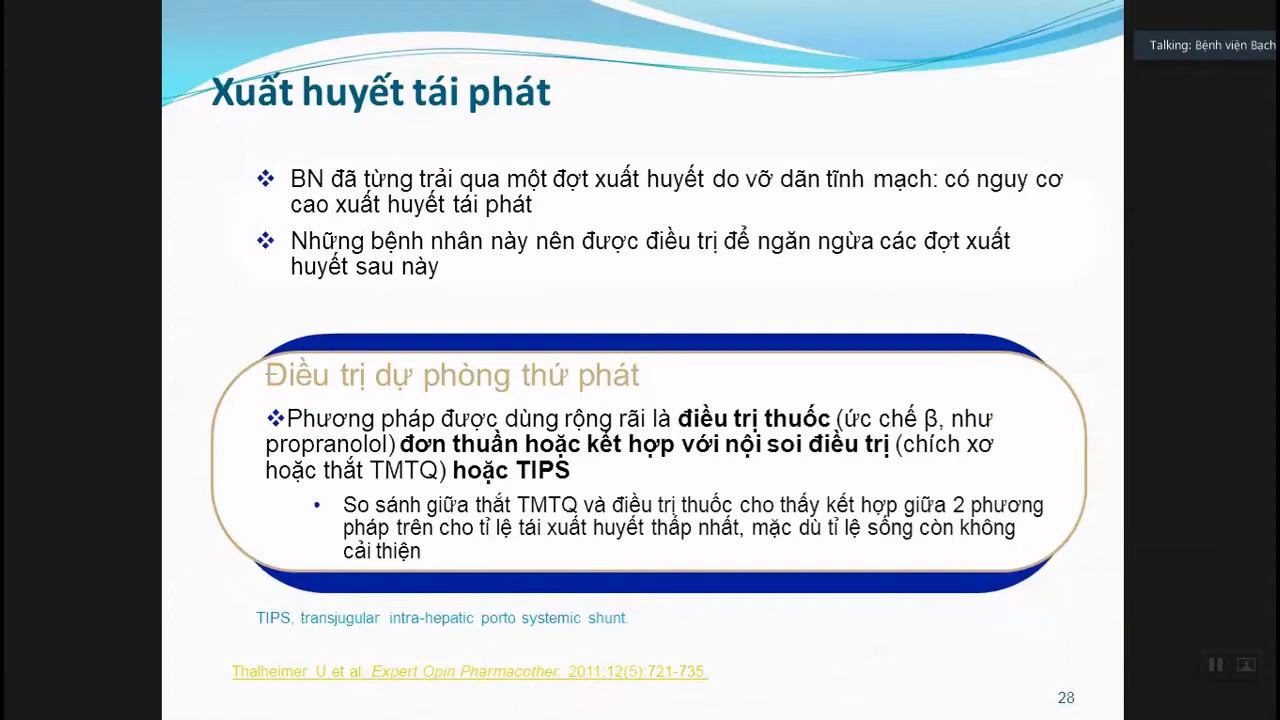 Talking: Bệnh viện Bach
Xuất huyết tái phát
❖ BN đã từng trải qua một đợt xuất huyết do vỡ dãn tĩnh mạch: có nguy cơ
cao xuất huyết tái phát
❖ Những bệnh nhân này nên được điều trị để ngăn ngừa các đợt xuất
huyết sau này
Điều trị dự phòng thứ phát
❖Phương pháp được dùng rộng rãi là điều trị thuốc (ức chế β, như
propranolol) đơn thuần hoặc kết hợp với nội soi điều trị (chích xơ
hoặc thắt TMTQ) hoặc TIPS
• So sánh giữa thắt TMTQ và điều trị thuốc cho thấy kết hợp giữa 2 phương
pháp trên cho tỉ lệ tái xuất huyết thấp nhất, mặc dù tỉ lệ sống còn không
cải thiện
TIPS, transjugular intra-hepatic porto systemic shunt.
Thalheimer U et al. Expert Opin Pharmacother. 2011;12(5):721-735.
28